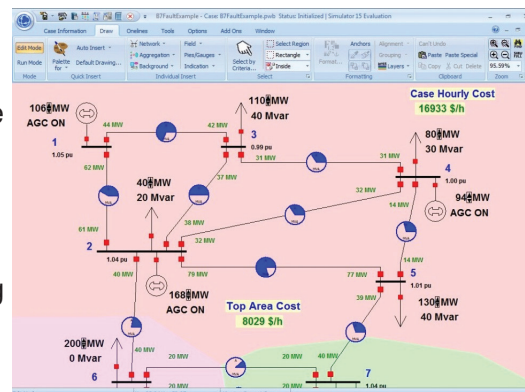 B7FaultExample - Case: B7FaultExample.pwb Status: Initialized | Simulator 15 Evaluation
Case Information Draw Onelines Tools Options Add Ons Window
Edit Mode
Run Mode
Mode
Palette for
Auto Insert
Default Drawing...
Quick Insert
Network
Aggregation
Background
Field
Pies/Gauges
Indication
Individual Insert
Select by Criteria...
Select Region
Rectangle
Inside
Select
Format...
Anchors
Alignment
Grouping
Layers
Formatting
Can't Undo
Paste Paste Special
Copy Cut Delete
Clipboard
95.59%
Zoom
e
g
Case Hourly Cost
16933 $/h
106 MW
AGC ON
1
1.05 pu
44 MW
42 MW
62 MW
110 MW
40 Mvar
3
0.99 pu
37 MW
31 MW
31 MW
80 MW
30 Mvar
4
1.00 pu
94 MW
AGC ON
32 MW
14 MW
40 MW
20 Mvar
61 MW
2
1.04 pu
38 MW
32 MW
40 MW
79 MW
168 MW
AGC ON
14 MW
77 MW
5
1.01 pu
39 MW
130 MW
40 Mvar
Top Area Cost
8029 $/h
200 MW
0 Mvar
40 MW
6
20 MW
20 MW
40 MW
7
1.04 pu
20 MW
20 MW